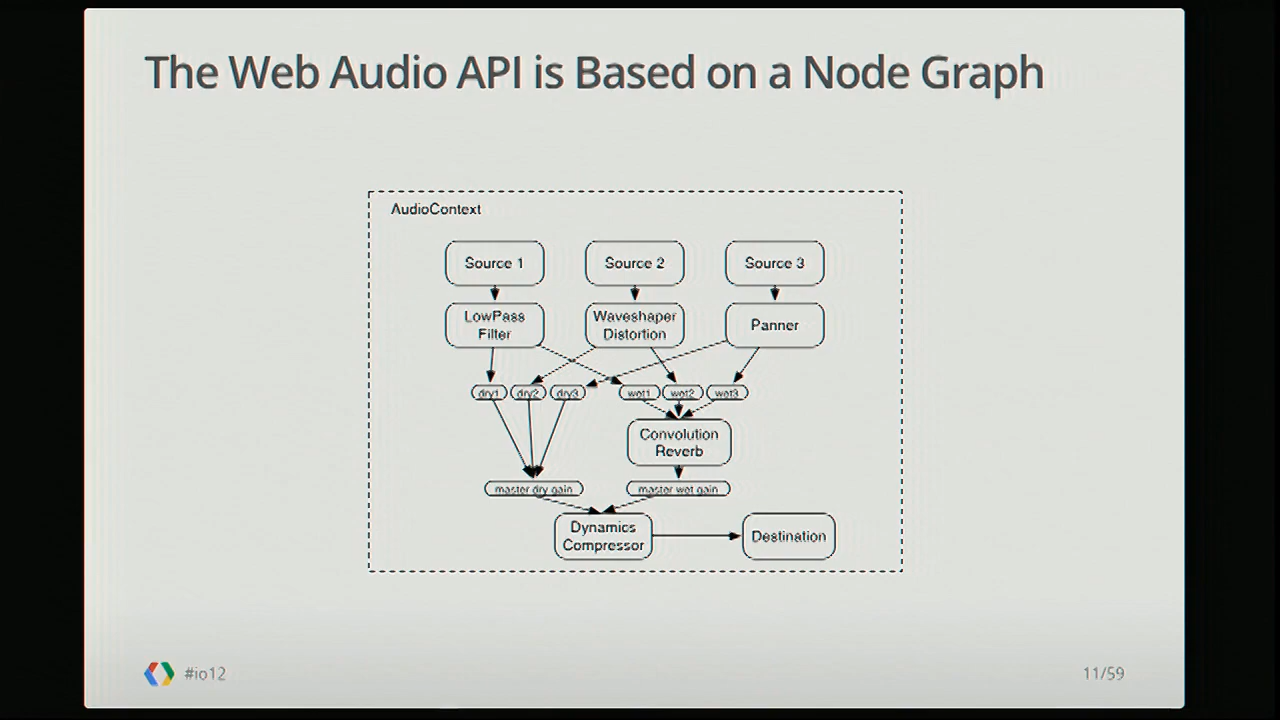 The Web Audio API is Based on a Node Graph
AudioContext
Source 1
Source 2
Source 3
LowPass
Filter
Waveshaper
Distortion
Panner
dry1
dry2
dry3
wet1
wet2
wet3
Convolution
Reverb
master dry gain
master wet gain
Dynamics
Compressor
Destination
#io12
11/59